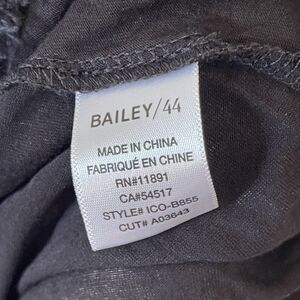 BAILEY/44
MADE IN CHINA
FABRIQUÉ EN CHINE
RN#11891
CA#54517
STYLE# ICO-B855
CUT# A03643